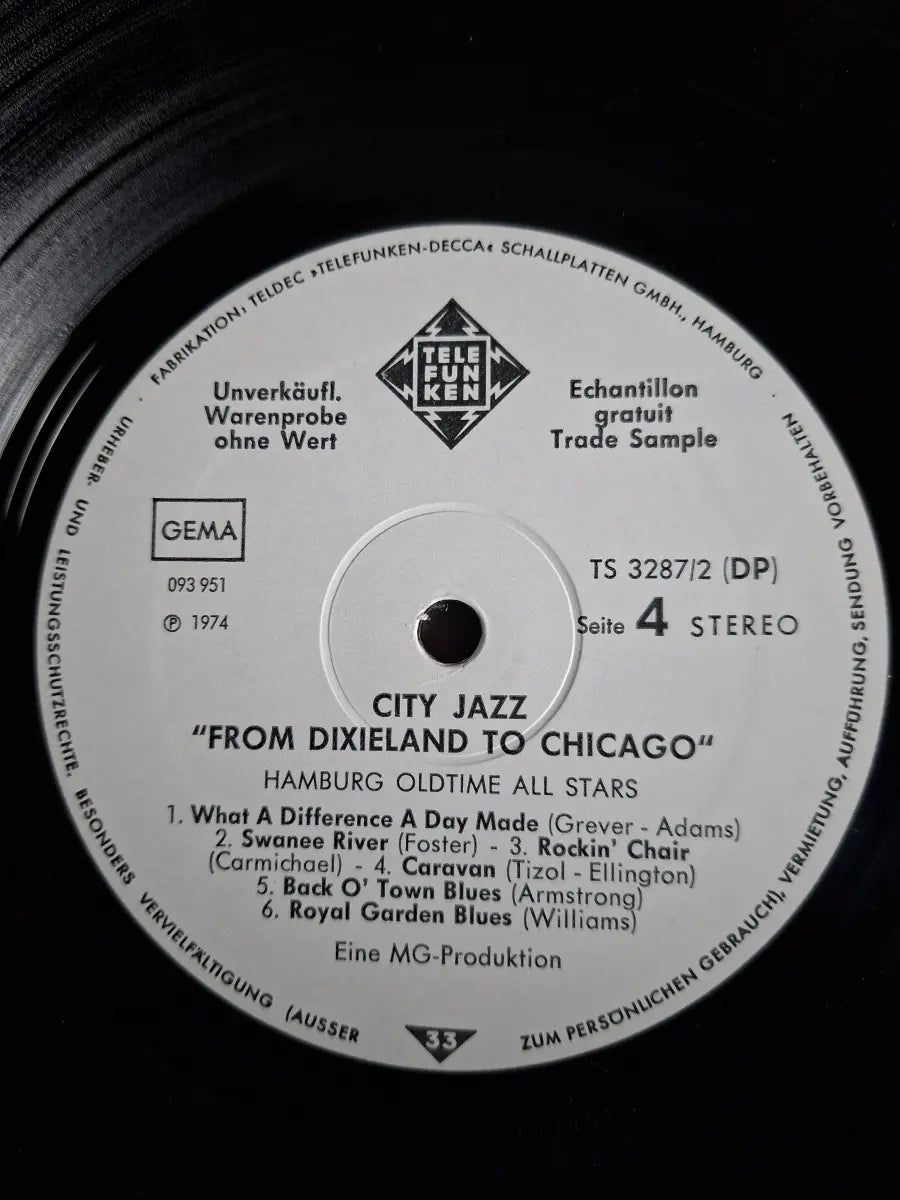 FABRIKATION: TELDEC »TELEFUNKEN-DECCA« SCHALLPLATTEN GMBH., HAMBURG ·
URHEBER- UND LEISTUNGSSCHUTZRECHTE. BESONDERS VERVIELFÄLTIGUNG (AUSSER ZUM PERSÖNLICHEN GEBRAUCH), VERMIETUNG, AUFFÜHRUNG, SENDUNG VORBEHALTEN ·
TELE
FUN
KEN
Unverkäufl.
Warenprobe
ohne Wert
Echantillon
gratuit
Trade Sample
GEMA
093 951
℗ 1974
TS 3287/2 (DP)
Seite 4 STEREO
CITY JAZZ
"FROM DIXIELAND TO CHICAGO"
HAMBURG OLDTIME ALL STARS
1. What A Difference A Day Made (Grever - Adams)
2. Swanee River (Foster) - 3. Rockin' Chair
(Carmichael) - 4. Caravan (Tizol - Ellington)
5. Back O' Town Blues (Armstrong)
6. Royal Garden Blues (Williams)
Eine MG-Produktion
33